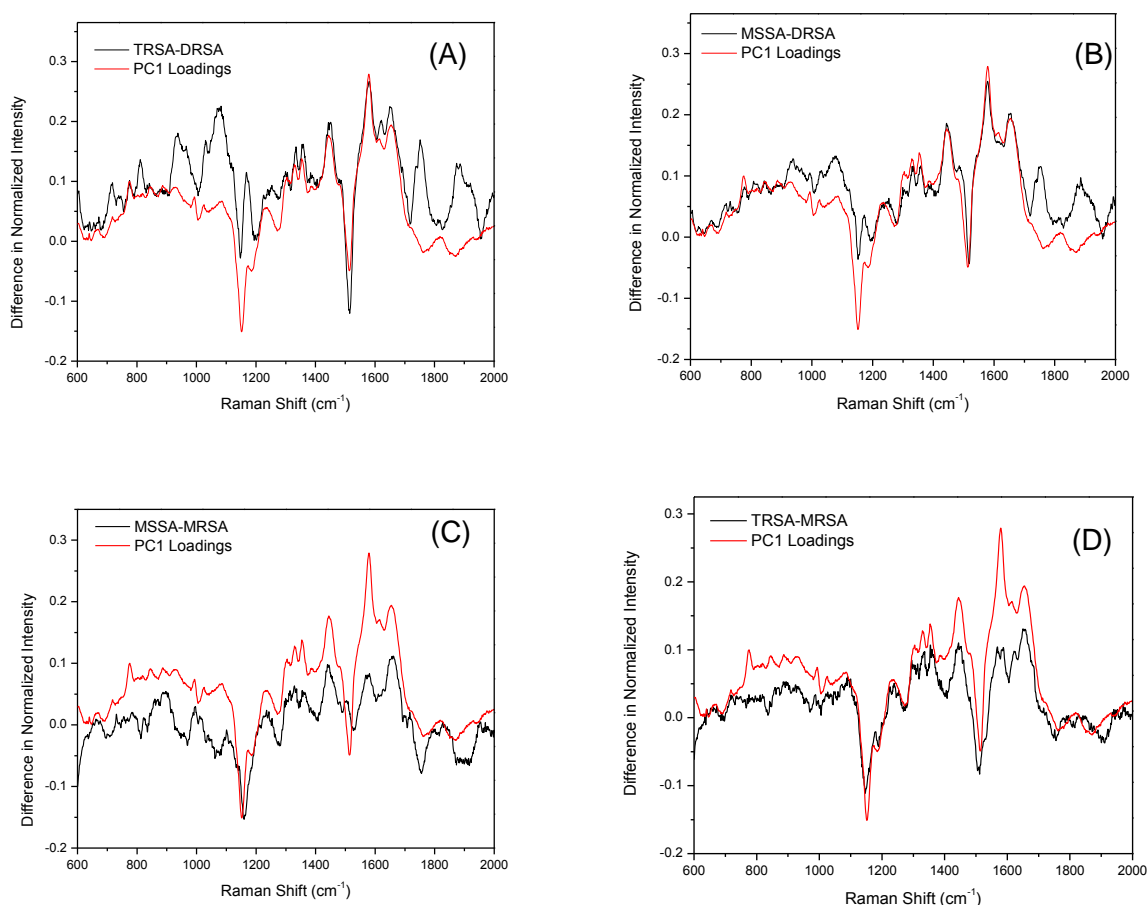 TRSA-DRSA
PC1 Loadings
(A)
0.3
0.2
0.1
0.0
-0.1
-0.2
Difference in Normalized Intensity
600 800 1000 1200 1400 1600 1800 2000
Raman Shift (cm⁻¹)
MSSA-DRSA
PC1 Loadings
(B)
0.3
0.2
0.1
0.0
-0.1
-0.2
Difference in Normalized Intensity
600 800 1000 1200 1400 1600 1800 2000
Raman Shift (cm⁻¹)
MSSA-MRSA
PC1 Loadings
(C)
0.3
0.2
0.1
0.0
-0.1
-0.2
Difference in Normalized Intensity
600 800 1000 1200 1400 1600 1800 2000
Raman Shift (cm⁻¹)
TRSA-MRSA
PC1 Loadings
(D)
0.3
0.2
0.1
0.0
-0.1
-0.2
Difference in Normalized Intensity
600 800 1000 1200 1400 1600 1800 2000
Raman Shift (cm⁻¹)